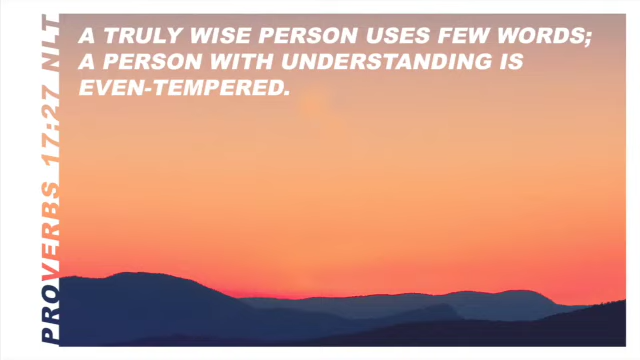 A TRULY WISE PERSON USES FEW WORDS;
A PERSON WITH UNDERSTANDING IS
EVEN-TEMPERED.
PROVERBS 17:27 NLT